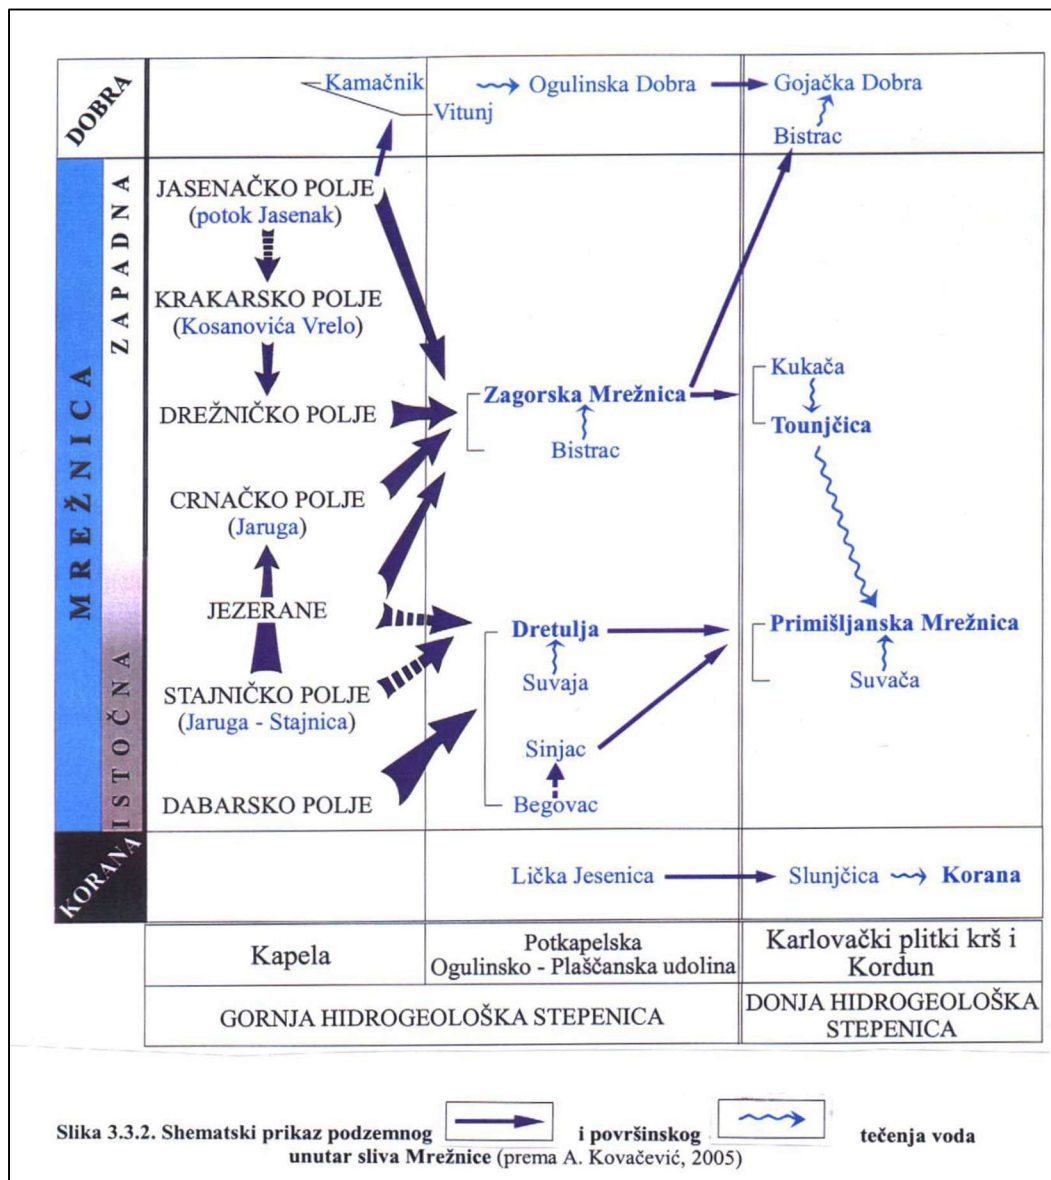 DOBRA
Kamačnik
Vitunj
Ogulinska Dobra
Gojačka Dobra
Bistrac
MREŽNICA
ZAPADNA
ISTOČNA
JASENAČKO POLJE
(potok Jasenak)
KRAKARSKO POLJE
(Kosanovića Vrelo)
DREŽNIČKO POLJE
CRNAČKO POLJE
(Jaruga)
JEZERANE
STAJNIČKO POLJE
(Jaruga - Stajnica)
DABARSKO POLJE
Zagorska Mrežnica
Bistrac
Dretulja
Suvaja
Sinjac
Begovac
Kukača
Tounjčica
Primišljanska Mrežnica
Suvača
KORANA
Lička Jesenica
Slunjčica
Korana
Kapela
Potkapelska
Ogulinsko - Plaščanska udolina
Karlovački plitki krš i
Kordun
GORNJA HIDROGEOLOŠKA STEPENICA
DONJA HIDROGEOLOŠKA
STEPENICA
Slika 3.3.2. Shematski prikaz podzemnog i površinskog tečenja voda
unutar sliva Mrežnice (prema A. Kovačević, 2005)